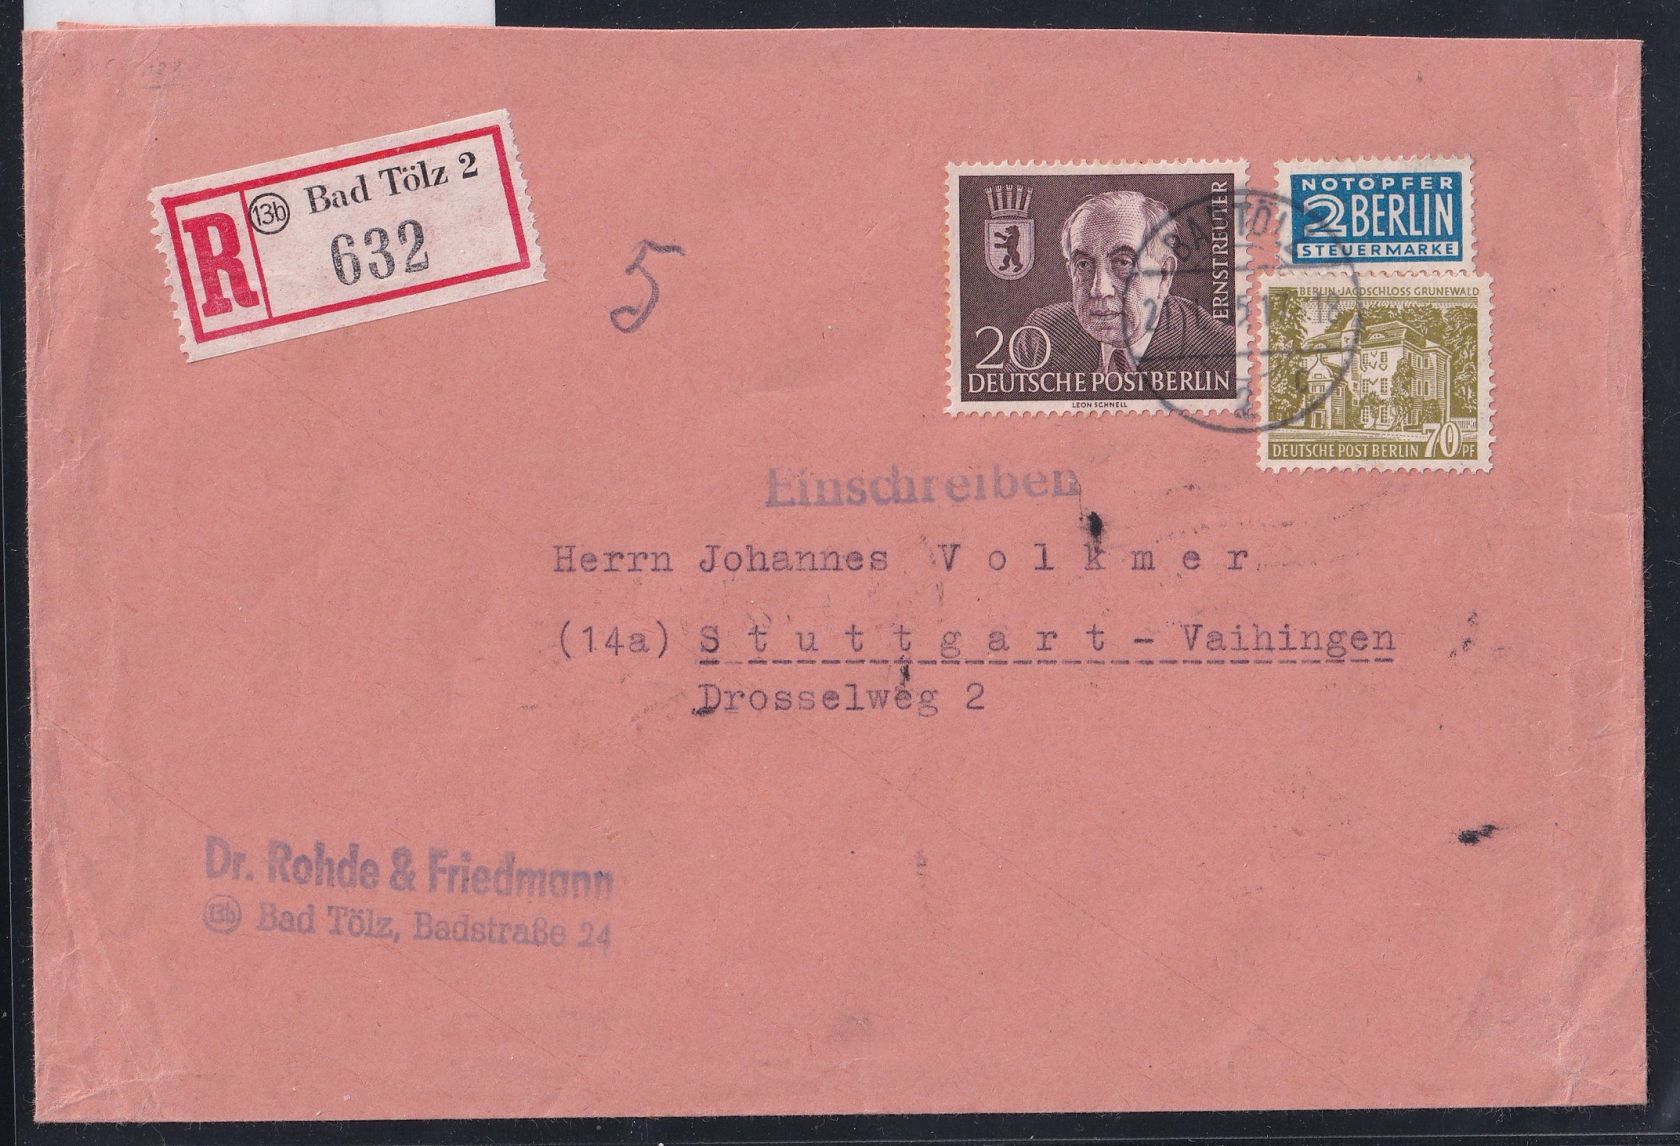 R
13b Bad Tölz 2
632
5
ERNST REUTER
20
DEUTSCHE POST BERLIN
LEON SCHNELL
NOTOPFER
2 BERLIN
STEUERMARKE
BERLIN-JAGDSCHLOSS GRUNEWALD
DEUTSCHE POST BERLIN 70 PF
BAD TÖLZ
Einschreiben
Herrn Johannes V o l k m e r
(14a) S t u t t g a r t - Vaihingen
Drosselweg 2
Dr. Rohde & Friedmann
13b Bad Tölz, Badstraße 24